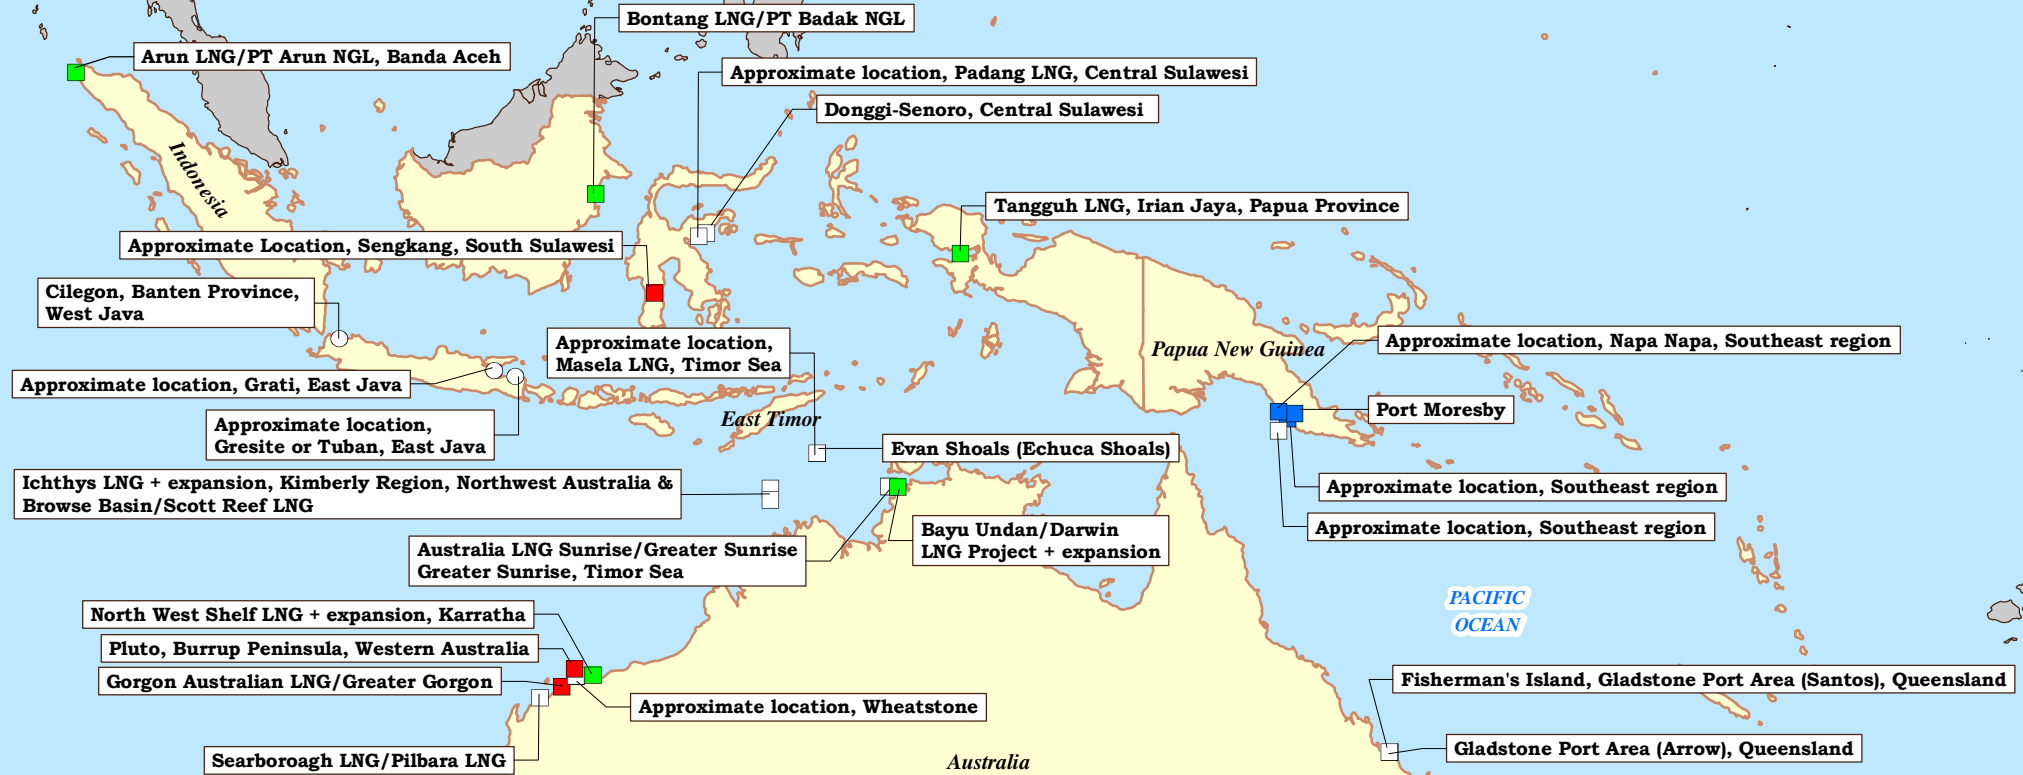 Bontang LNG/PT Badak NGL
Arun LNG/PT Arun NGL, Banda Aceh
Approximate location, Padang LNG, Central Sulawesi
Donggi-Senoro, Central Sulawesi
Indonesia
Tangguh LNG, Irian Jaya, Papua Province
Approximate Location, Sengkang, South Sulawesi
Cilegon, Banten Province,
West Java
Approximate location,
Masela LNG, Timor Sea
Papua New Guinea
Approximate location, Napa Napa, Southeast region
Approximate location, Grati, East Java
East Timor
Port Moresby
Approximate location,
Gresite or Tuban, East Java
Evan Shoals (Echuca Shoals)
Ichthys LNG + expansion, Kimberly Region, Northwest Australia &
Browse Basin/Scott Reef LNG
Approximate location, Southeast region
Approximate location, Southeast region
Bayu Undan/Darwin
LNG Project + expansion
Australia LNG Sunrise/Greater Sunrise
Greater Sunrise, Timor Sea
PACIFIC
OCEAN
North West Shelf LNG + expansion, Karratha
Pluto, Burrup Peninsula, Western Australia
Gorgon Australian LNG/Greater Gorgon
Fisherman's Island, Gladstone Port Area (Santos), Queensland
Approximate location, Wheatstone
Gladstone Port Area (Arrow), Queensland
Searboroagh LNG/Pilbara LNG
Australia